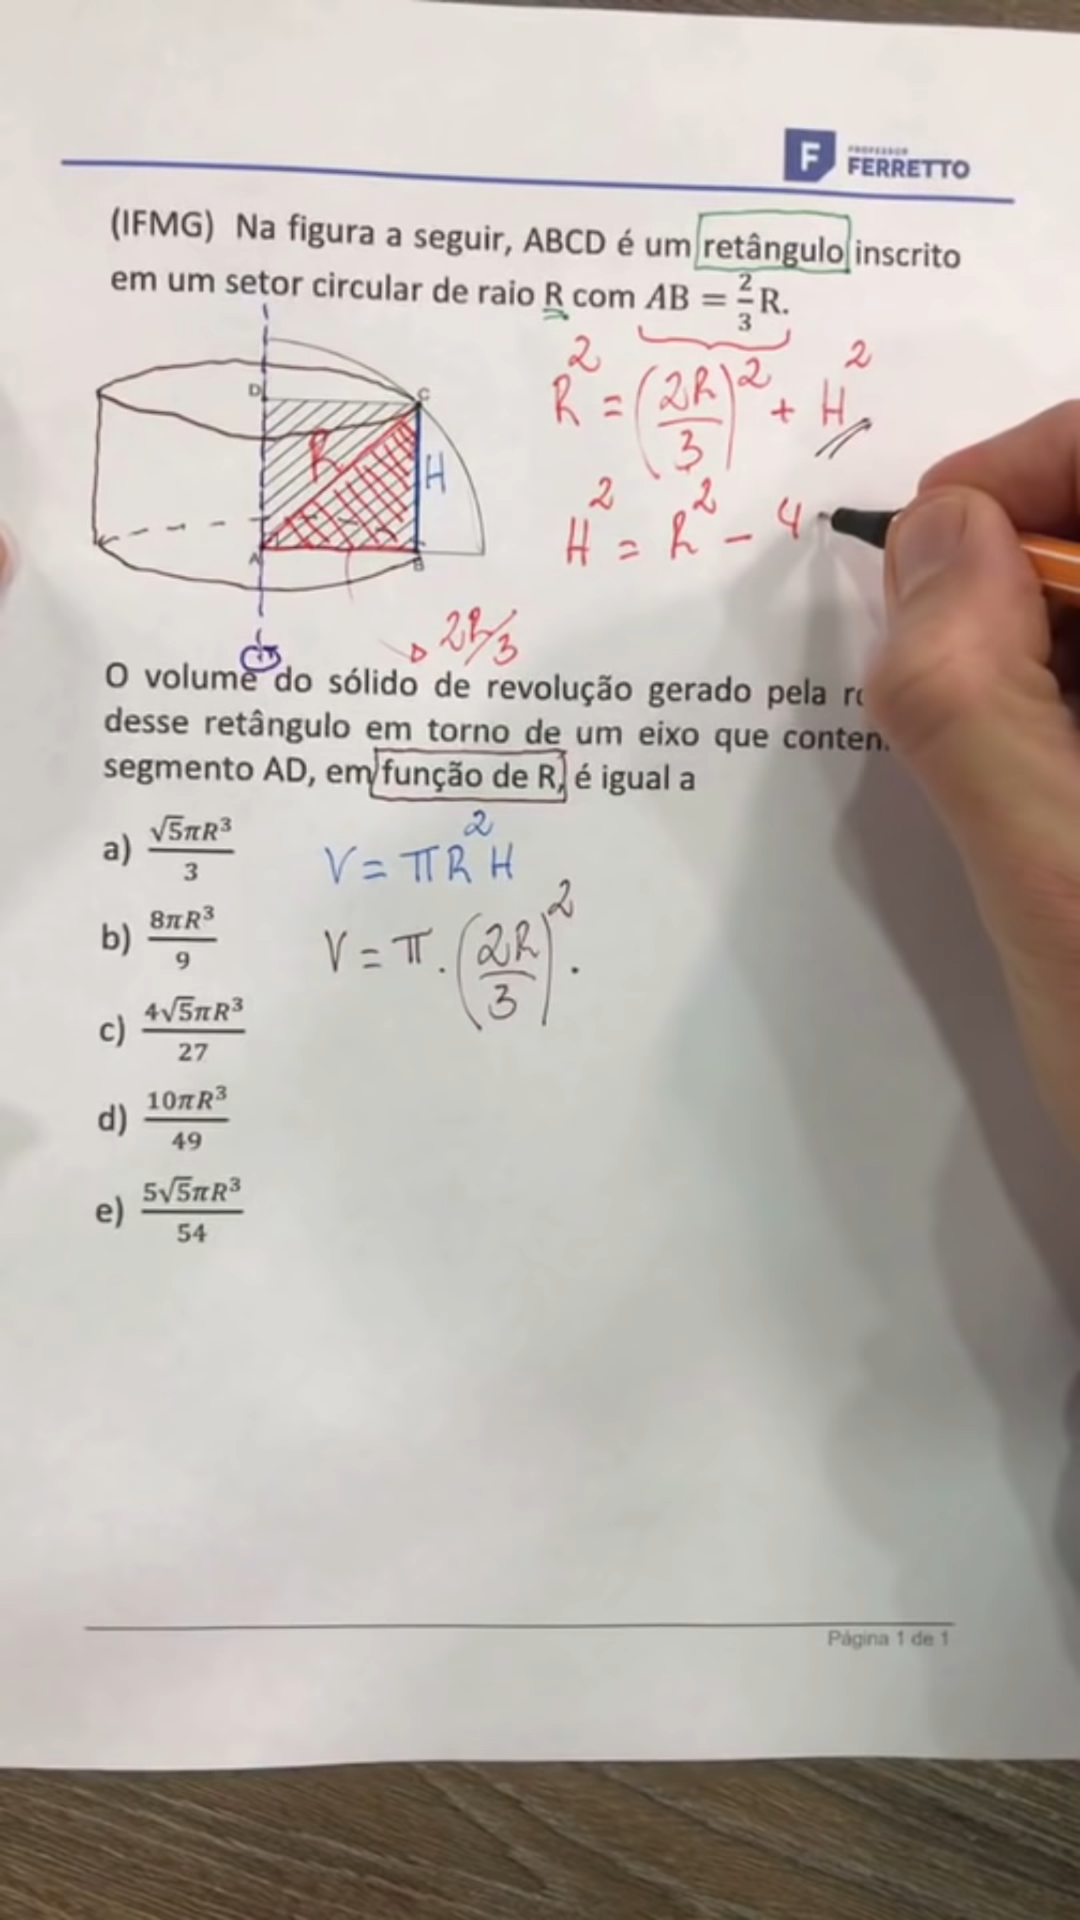 F PROFESSOR
FERRETTO
(IFMG) Na figura a seguir, ABCD é um retângulo inscrito
em um setor circular de raio R com AB = 2/3 R.
D
C
R
H
A
B
2R/3
R² = (2R/3)² + H²
H² = R² - 4
O volume do sólido de revolução gerado pela
desse retângulo em torno de um eixo que
segmento AD, em função de R, é igual a
a) √5πR³/3
V = πR²H
b) 8πR³/9
V = π . (2R/3)² .
c) 4√5πR³/27
d) 10πR³/49
e) 5√5πR³/54
Página 1 de 1